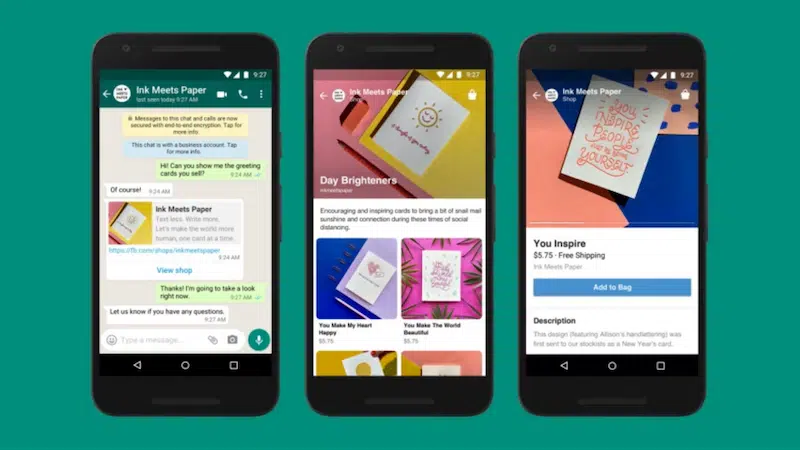 9:27
Ink Meets Paper
last seen today 9:27 AM
Messages to this chat and calls are now
secured with end-to-end encryption. Tap
for more info.
This chat is with a business account. Tap
for more info.
Hi! Can you show me the greeting
cards you sell?
9:24 AM
Of course!
9:24 AM
Ink Meets Paper
Text less. Write more.
Let's make the world more
human, one card at a time.
https://fb.com/shops/inkmeetspaper
9:24 AM
View shop
Thanks! I'm going to take a look
right now.
9:27 AM
Let us know if you have any questions.
9:27 AM
Type a message...
9:27
Ink Meets Paper
Shop
Day Brighteners
inkmeetspaper
Encouraging and inspiring cards to bring a bit of snail mail
sunshine and connection during these times of social
distancing.
You Make My Heart
Happy
$5.75
You Make The World
Beautiful
$5.75
9:27
Ink Meets Paper
Shop
YOU
INSPIRE
PEOPLE
YOURSELF
You Inspire
$5.75 · Free Shipping
Ink Meets Paper
Add to Bag
Description
This design (featuring Allison's handlettering) was
first sent to our stockists as a New Year's card.